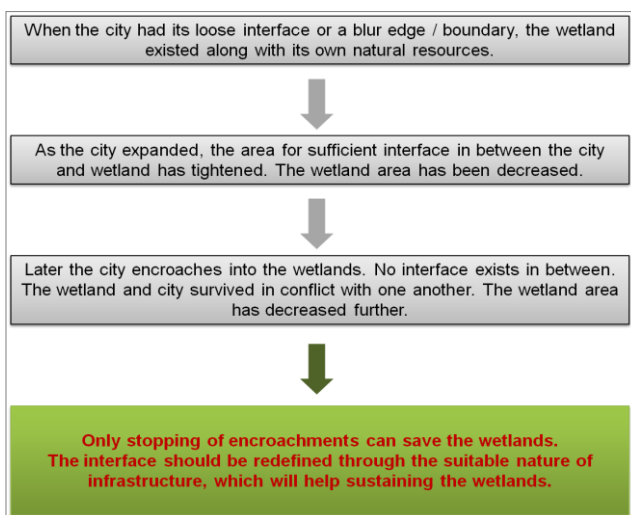 When the city had its loose interface or a blur edge / boundary, the wetland
existed along with its own natural resources.
As the city expanded, the area for sufficient interface in between the city
and wetland has tightened. The wetland area has been decreased.
Later the city encroaches into the wetlands. No interface exists in between.
The wetland and city survived in conflict with one another. The wetland area
has decreased further.
Only stopping of encroachments can save the wetlands.
The interface should be redefined through the suitable nature of
infrastructure, which will help sustaining the wetlands.